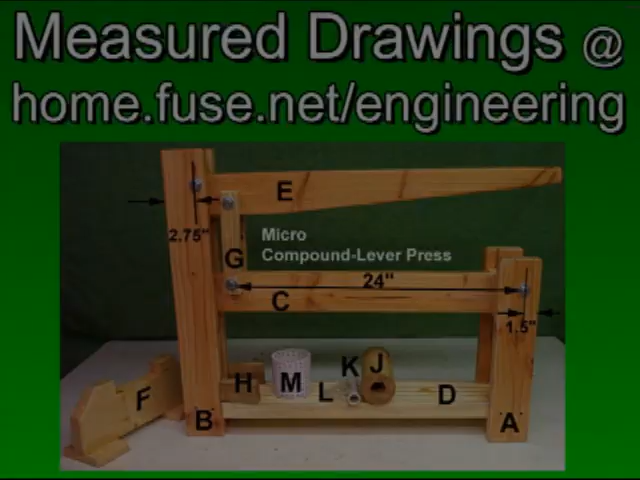 Measured Drawings @
home.fuse.net/engineering
E
2.75"
Micro
G
Compound-Lever Press
24"
C
1.5"
K J
H M
F L D
B A